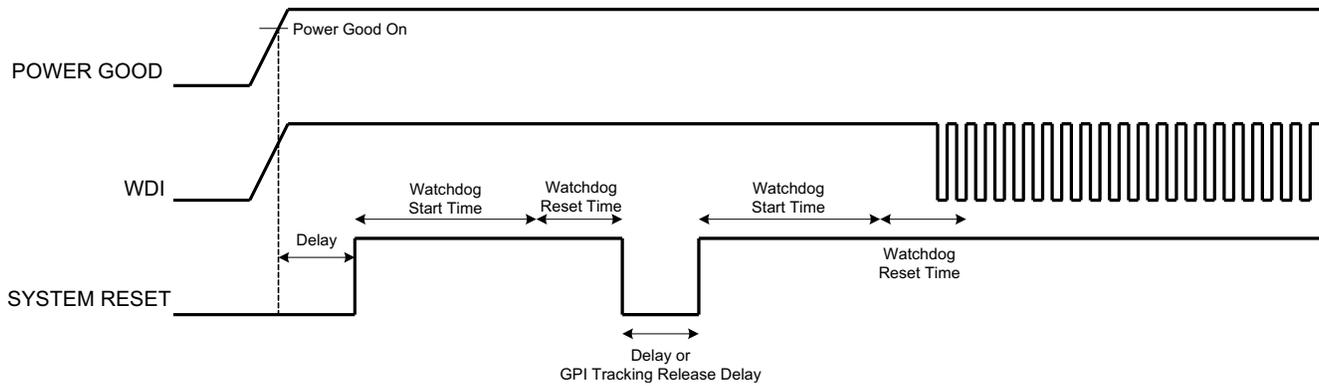 Power Good On
POWER GOOD
WDI
Watchdog
Start Time
Watchdog
Reset Time
Watchdog
Start Time
Delay
Watchdog
Reset Time
SYSTEM RESET
Delay or
GPI Tracking Release Delay